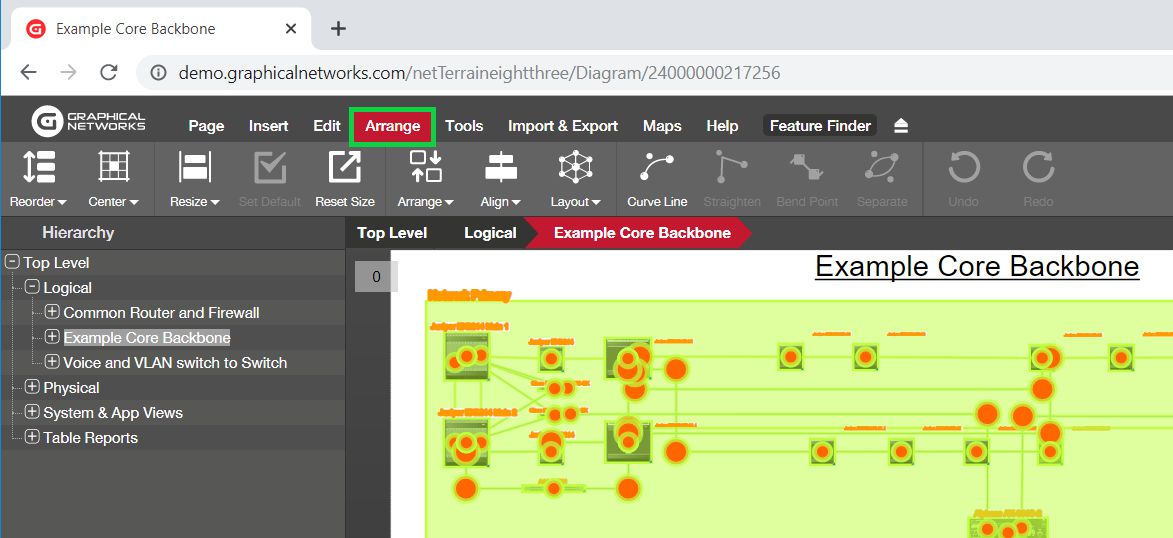 Example Core Backbone
demo.graphicalnetworks.com/netTerraineightthree/Diagram/24000000217256
GRAPHICAL
NETWORKS
Page Insert Edit Arrange Tools Import & Export Maps Help Feature Finder
Reorder Center Resize Set Default Reset Size Arrange Align Layout Curve Line Straighten Bend Point Separate Undo Redo
Hierarchy
Top Level Logical Example Core Backbone
Top Level
Logical
Common Router and Firewall
Example Core Backbone
Voice and VLAN switch to Switch
Physical
System & App Views
Table Reports
0
Example Core Backbone
Network Primary